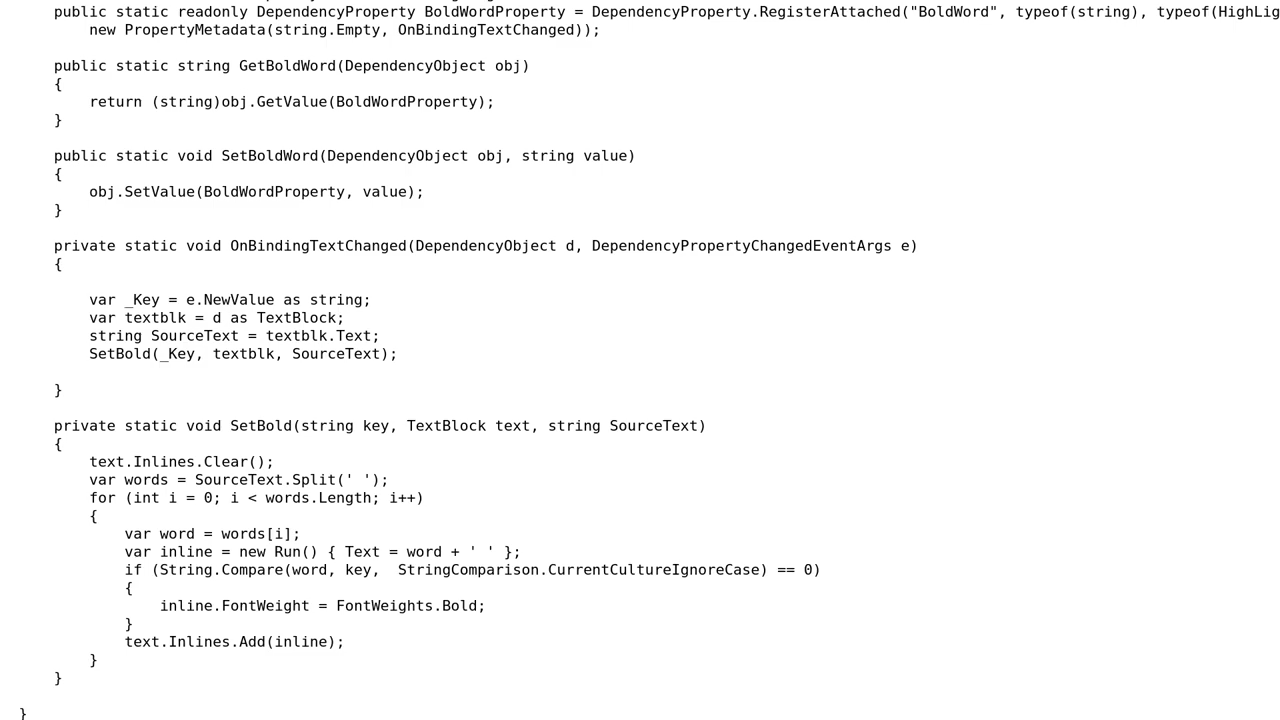 public static readonly DependencyProperty BoldWordProperty = DependencyProperty.RegisterAttached("BoldWord", typeof(string), typeof(HighLig
new PropertyMetadata(string.Empty, OnBindingTextChanged));
public static string GetBoldWord(DependencyObject obj)
{
return (string)obj.GetValue(BoldWordProperty);
}
public static void SetBoldWord(DependencyObject obj, string value)
{
obj.SetValue(BoldWordProperty, value);
}
private static void OnBindingTextChanged(DependencyObject d, DependencyPropertyChangedEventArgs e)
{
var _Key = e.NewValue as string;
var textblk = d as TextBlock;
string SourceText = textblk.Text;
SetBold(_Key, textblk, SourceText);
}
private static void SetBold(string key, TextBlock text, string SourceText)
{
text.Inlines.Clear();
var words = SourceText.Split(' ');
for (int i = 0; i < words.Length; i++)
{
var word = words[i];
var inline = new Run() { Text = word + ' ' };
if (String.Compare(word, key,  StringComparison.CurrentCultureIgnoreCase) == 0)
{
inline.FontWeight = FontWeights.Bold;
}
text.Inlines.Add(inline);
}
}
}